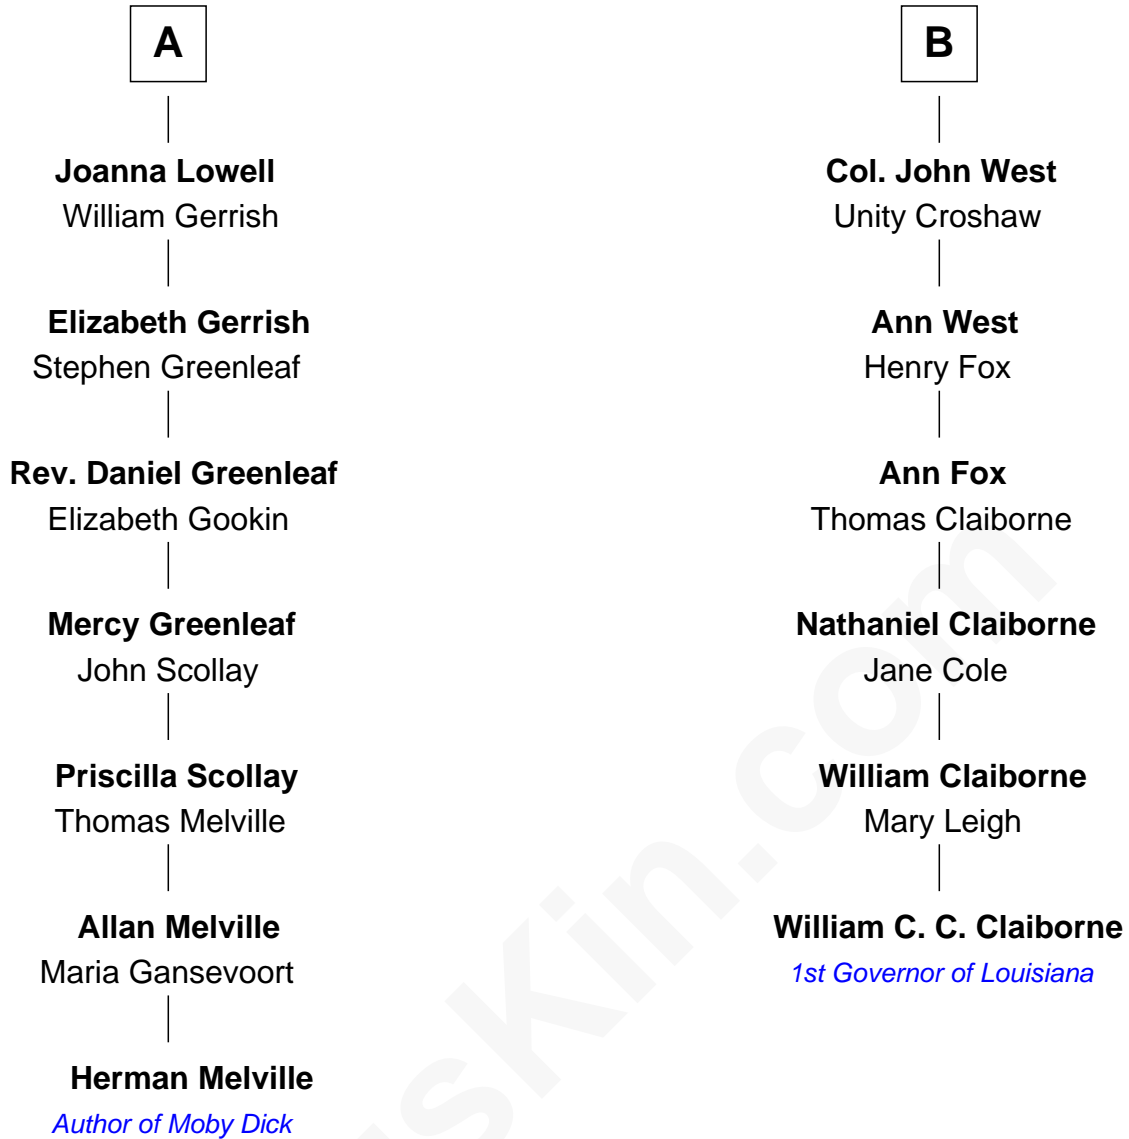 A
Joanna Lowell
William Gerrish
Elizabeth Gerrish
Stephen Greenleaf
Rev. Daniel Greenleaf
Elizabeth Gookin
Mercy Greenleaf
John Scollay
Priscilla Scollay
Thomas Melville
Allan Melville
Maria Gansevoort
Herman Melville
Author of Moby Dick
B
Col. John West
Unity Croshaw
Ann West
Henry Fox
Ann Fox
Thomas Claiborne
Nathaniel Claiborne
Jane Cole
William Claiborne
Mary Leigh
William C. C. Claiborne
1st Governor of Louisiana
sKin.com